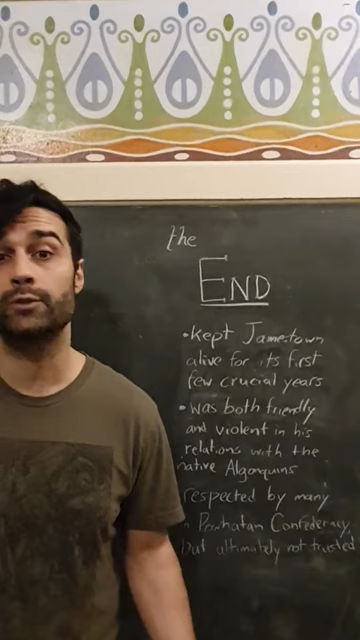 the
END
• kept Jamestown
alive for its first
few crucial years
• was both friendly
and violent in his
relations with the
native Algonquins
respected by many
Powhatan Confederacy,
but ultimately not trusted